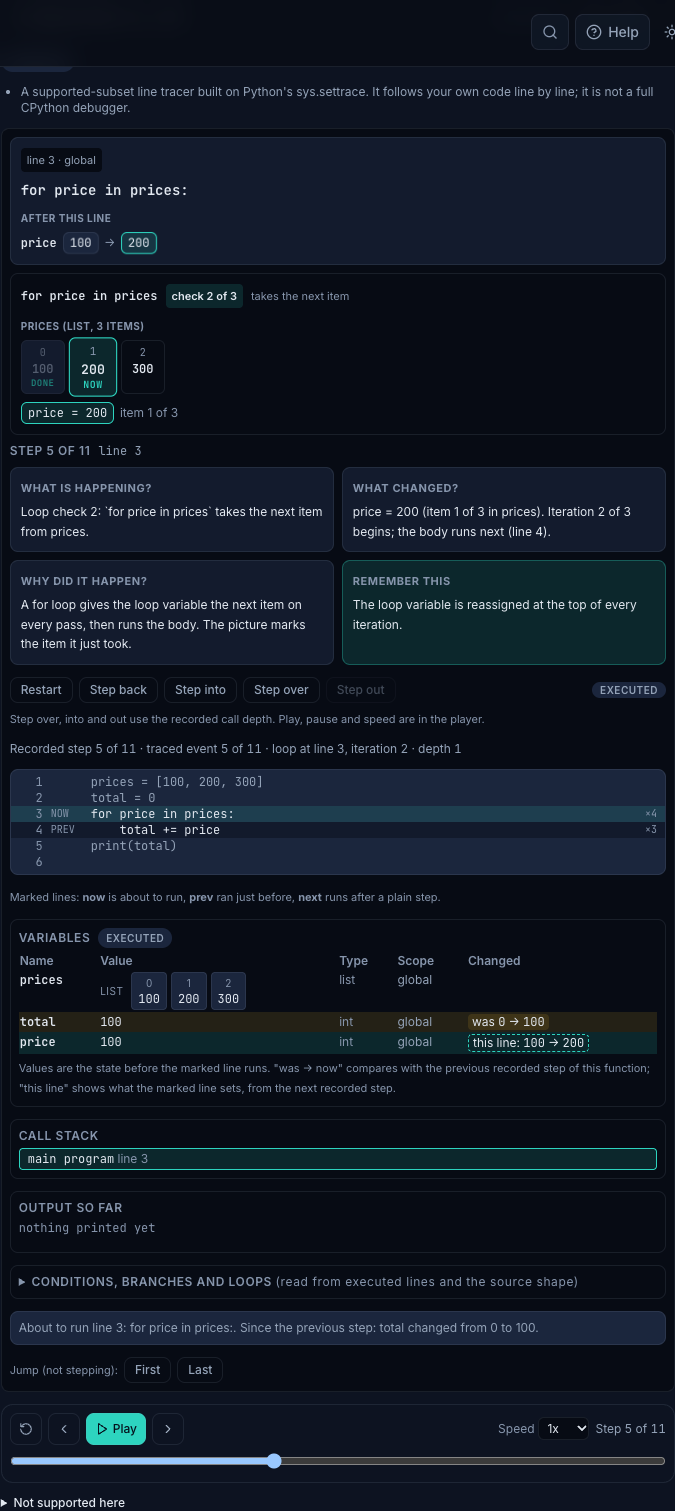 Help
• A supported-subset line tracer built on Python's sys.settrace. It follows your own code line by line; it is not a full
CPython debugger.
line 3 · global
for price in prices:
AFTER THIS LINE
price 100 → 200
for price in prices check 2 of 3 takes the next item
PRICES (LIST, 3 ITEMS)
0 1 2
100 200 300
DONE NOW
price = 200 item 1 of 3
STEP 5 OF 11 line 3
WHAT IS HAPPENING?
Loop check 2: `for price in prices` takes the next item
from prices.
WHAT CHANGED?
price = 200 (item 1 of 3 in prices). Iteration 2 of 3
begins; the body runs next (line 4).
WHY DID IT HAPPEN?
A for loop gives the loop variable the next item on
every pass, then runs the body. The picture marks
the item it just took.
REMEMBER THIS
The loop variable is reassigned at the top of every
iteration.
Restart Step back Step into Step over Step out EXECUTED
Step over, into and out use the recorded call depth. Play, pause and speed are in the player.
Recorded step 5 of 11 · traced event 5 of 11 · loop at line 3, iteration 2 · depth 1
1 prices = [100, 200, 300]
2 total = 0
3 NOW for price in prices: ×4
4 PREV total += price ×3
5 print(total)
6
Marked lines: now is about to run, prev ran just before, next runs after a plain step.
VARIABLES EXECUTED
Name Value Type Scope Changed
prices LIST 0 100 1 200 2 300 list global
total 100 int global was 0 → 100
price 100 int global this line: 100 → 200
Values are the state before the marked line runs. "was → now" compares with the previous recorded step of this function;
"this line" shows what the marked line sets, from the next recorded step.
CALL STACK
main program line 3
OUTPUT SO FAR
nothing printed yet
▶ CONDITIONS, BRANCHES AND LOOPS (read from executed lines and the source shape)
About to run line 3: for price in prices:. Since the previous step: total changed from 0 to 100.
Jump (not stepping): First Last
Play Speed 1x Step 5 of 11
▶ Not supported here